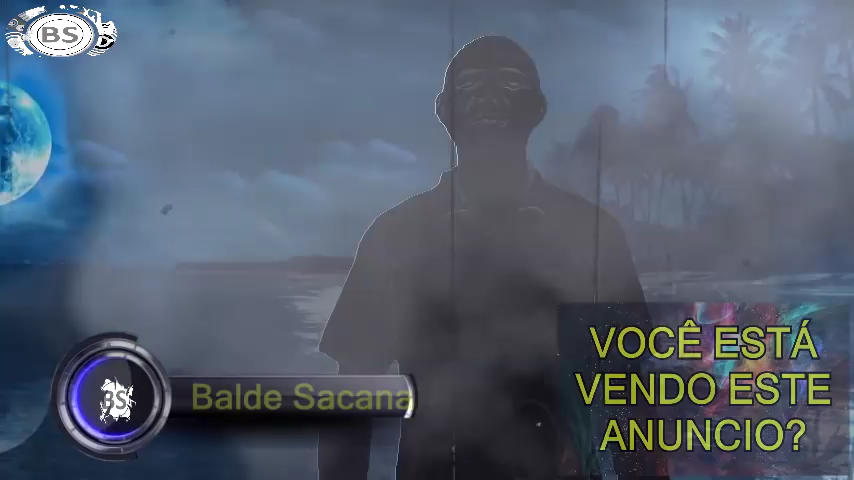 BS
VOCÊ ESTÁ
VENDO ESTE
ANUNCIO?
BS
Balde Sacana